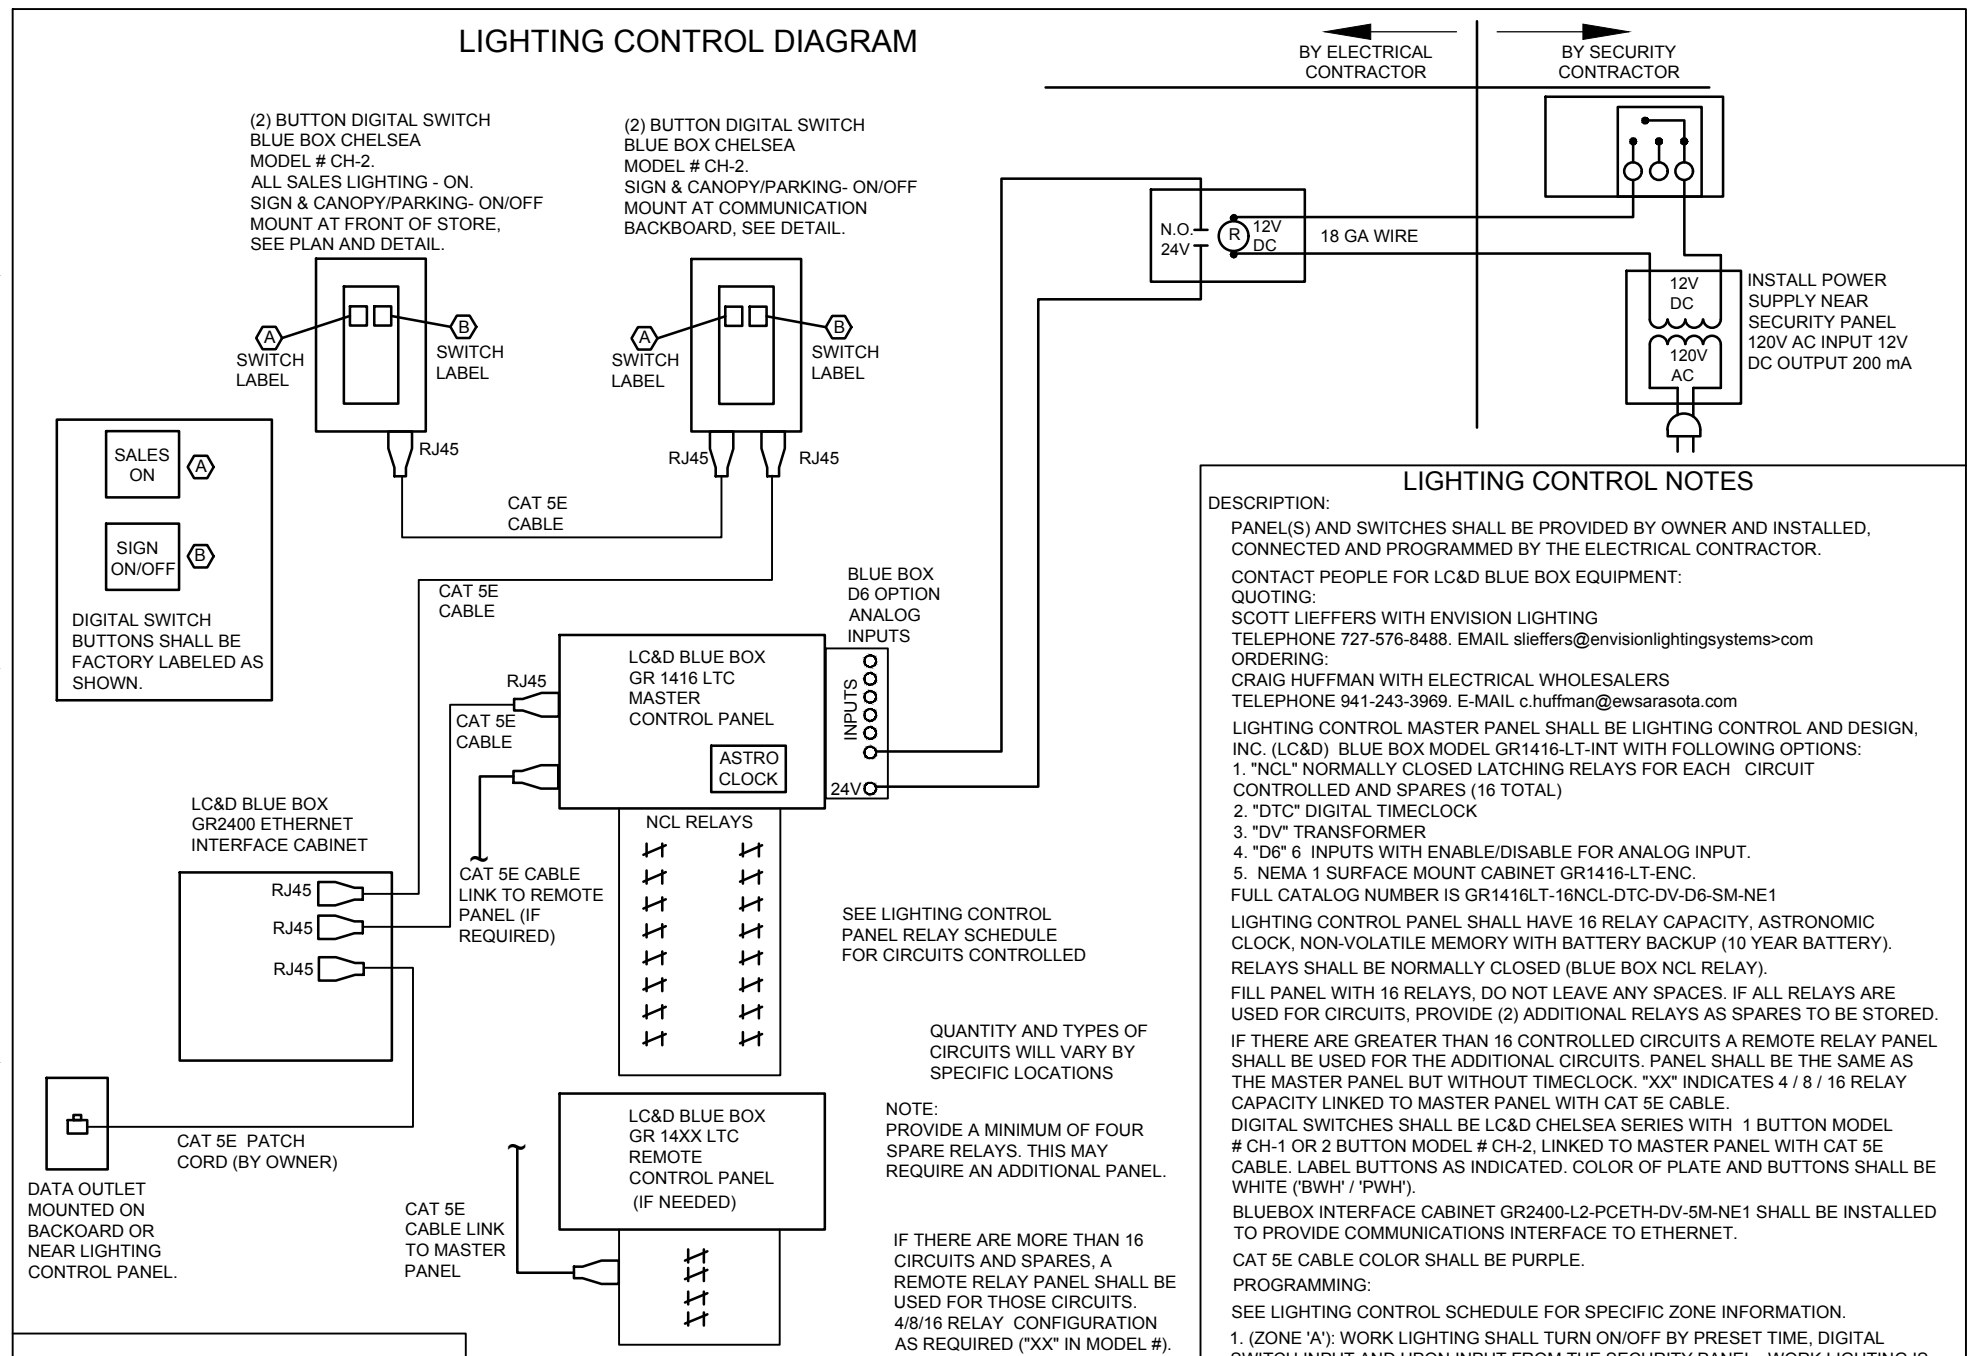 LIGHTING CONTROL DIAGRAM
BY ELECTRICAL
CONTRACTOR
BY SECURITY
CONTRACTOR
(2) BUTTON DIGITAL SWITCH
BLUE BOX CHELSEA
MODEL # CH-2.
ALL SALES LIGHTING - ON.
SIGN & CANOPY/PARKING- ON/OFF
MOUNT AT FRONT OF STORE,
SEE PLAN AND DETAIL.
(2) BUTTON DIGITAL SWITCH
BLUE BOX CHELSEA
MODEL # CH-2.
SIGN & CANOPY/PARKING- ON/OFF
MOUNT AT COMMUNICATION
BACKBOARD, SEE DETAIL.
N.O.
24V
R
12V
DC
18 GA WIRE
12V
DC
120V
AC
INSTALL POWER
SUPPLY NEAR
SECURITY PANEL
120V AC INPUT 12V
DC OUTPUT 200 mA
A
SWITCH
LABEL
B
SWITCH
LABEL
A
SWITCH
LABEL
B
SWITCH
LABEL
RJ45
RJ45
RJ45
CAT 5E
CABLE
SALES
ON
A
SIGN
ON/OFF
B
DIGITAL SWITCH
BUTTONS SHALL BE
FACTORY LABELED AS
SHOWN.
CAT 5E
CABLE
BLUE BOX
D6 OPTION
ANALOG
INPUTS
LC&D BLUE BOX
GR 1416 LTC
MASTER
CONTROL PANEL
ASTRO
CLOCK
INPUTS
24V
RJ45
CAT 5E
CABLE
NCL RELAYS
LC&D BLUE BOX
GR2400 ETHERNET
INTERFACE CABINET
RJ45
RJ45
RJ45
CAT 5E CABLE
LINK TO REMOTE
PANEL (IF
REQUIRED)
SEE LIGHTING CONTROL
PANEL RELAY SCHEDULE
FOR CIRCUITS CONTROLLED
QUANTITY AND TYPES OF
CIRCUITS WILL VARY BY
SPECIFIC LOCATIONS
NOTE:
PROVIDE A MINIMUM OF FOUR
SPARE RELAYS. THIS MAY
REQUIRE AN ADDITIONAL PANEL.
CAT 5E PATCH
CORD (BY OWNER)
DATA OUTLET
MOUNTED ON
BACKOARD OR
NEAR LIGHTING
CONTROL PANEL.
LC&D BLUE BOX
GR 14XX LTC
REMOTE
CONTROL PANEL
(IF NEEDED)
CAT 5E
CABLE LINK
TO MASTER
PANEL
IF THERE ARE MORE THAN 16
CIRCUITS AND SPARES, A
REMOTE RELAY PANEL SHALL BE
USED FOR THOSE CIRCUITS.
4/8/16 RELAY CONFIGURATION
AS REQUIRED ("XX" IN MODEL #).
LIGHTING CONTROL NOTES
DESCRIPTION:
PANEL(S) AND SWITCHES SHALL BE PROVIDED BY OWNER AND INSTALLED,
CONNECTED AND PROGRAMMED BY THE ELECTRICAL CONTRACTOR.
CONTACT PEOPLE FOR LC&D BLUE BOX EQUIPMENT:
QUOTING:
SCOTT LIEFFERS WITH ENVISION LIGHTING
TELEPHONE 727-576-8488. EMAIL slieffers@envisionlightingsystems>com
ORDERING:
CRAIG HUFFMAN WITH ELECTRICAL WHOLESALERS
TELEPHONE 941-243-3969. E-MAIL c.huffman@ewsarasota.com
LIGHTING CONTROL MASTER PANEL SHALL BE LIGHTING CONTROL AND DESIGN,
INC. (LC&D) BLUE BOX MODEL GR1416-LT-INT WITH FOLLOWING OPTIONS:
1. "NCL" NORMALLY CLOSED LATCHING RELAYS FOR EACH CIRCUIT
CONTROLLED AND SPARES (16 TOTAL)
2. "DTC" DIGITAL TIMECLOCK
3. "DV" TRANSFORMER
4. "D6" 6 INPUTS WITH ENABLE/DISABLE FOR ANALOG INPUT.
5. NEMA 1 SURFACE MOUNT CABINET GR1416-LT-ENC.
FULL CATALOG NUMBER IS GR1416LT-16NCL-DTC-DV-D6-SM-NE1
LIGHTING CONTROL PANEL SHALL HAVE 16 RELAY CAPACITY, ASTRONOMIC
CLOCK, NON-VOLATILE MEMORY WITH BATTERY BACKUP (10 YEAR BATTERY).
RELAYS SHALL BE NORMALLY CLOSED (BLUE BOX NCL RELAY).
FILL PANEL WITH 16 RELAYS, DO NOT LEAVE ANY SPACES. IF ALL RELAYS ARE
USED FOR CIRCUITS, PROVIDE (2) ADDITIONAL RELAYS AS SPARES TO BE STORED.
IF THERE ARE GREATER THAN 16 CONTROLLED CIRCUITS A REMOTE RELAY PANEL
SHALL BE USED FOR THE ADDITIONAL CIRCUITS. PANEL SHALL BE THE SAME AS
THE MASTER PANEL BUT WITHOUT TIMECLOCK. "XX" INDICATES 4 / 8 / 16 RELAY
CAPACITY LINKED TO MASTER PANEL WITH CAT 5E CABLE.
DIGITAL SWITCHES SHALL BE LC&D CHELSEA SERIES WITH 1 BUTTON MODEL
# CH-1 OR 2 BUTTON MODEL # CH-2, LINKED TO MASTER PANEL WITH CAT 5E
CABLE. LABEL BUTTONS AS INDICATED. COLOR OF PLATE AND BUTTONS SHALL BE
WHITE ('BWH' / 'PWH').
BLUEBOX INTERFACE CABINET GR2400-L2-PCETH-DV-5M-NE1 SHALL BE INSTALLED
TO PROVIDE COMMUNICATIONS INTERFACE TO ETHERNET.
CAT 5E CABLE COLOR SHALL BE PURPLE.
PROGRAMMING:
SEE LIGHTING CONTROL SCHEDULE FOR SPECIFIC ZONE INFORMATION.
1. (ZONE 'A'): WORK LIGHTING SHALL TURN ON/OFF BY PRESET TIME, DIGITAL
SWITCH INPUT AND UPON INPUT FROM THE SECURITY PANEL. WORK LIGHTING IS